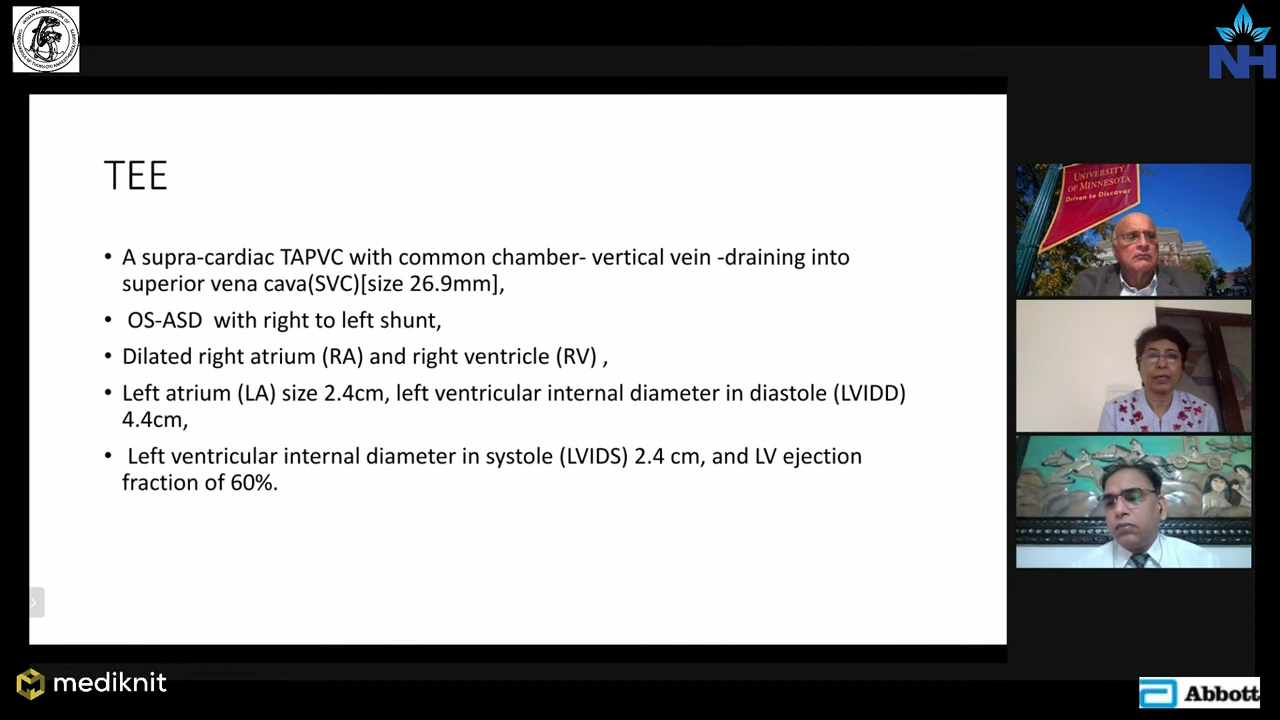 NH
TEE
• A supra-cardiac TAPVC with common chamber- vertical vein -draining into
superior vena cava(SVC)[size 26.9mm],
• OS-ASD with right to left shunt,
• Dilated right atrium (RA) and right ventricle (RV) ,
• Left atrium (LA) size 2.4cm, left ventricular internal diameter in diastole (LVIDD)
4.4cm,
• Left ventricular internal diameter in systole (LVIDS) 2.4 cm, and LV ejection
fraction of 60%.
UNIVERSITY
OF MINNESOTA
Driven to Discover
mediknit
Abbott